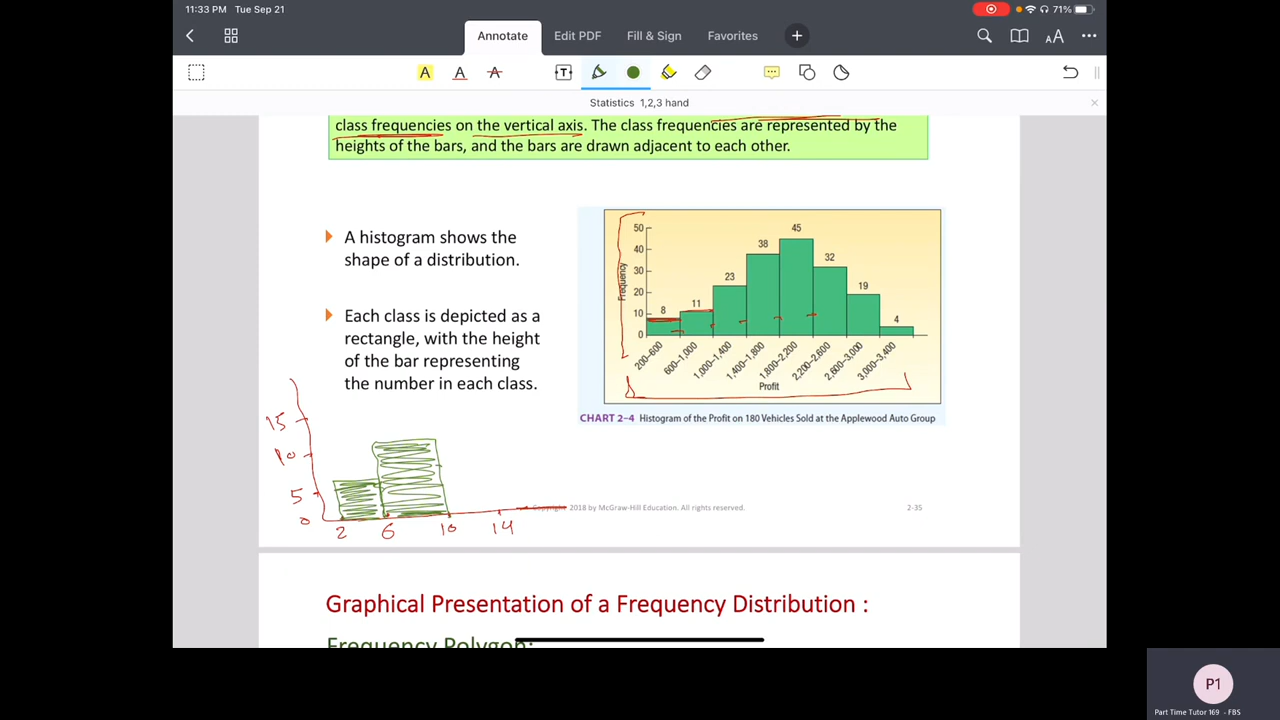 11:33 PM Tue Sep 21
71%
Annotate Edit PDF Fill & Sign Favorites +
AA
A A A T
Statistics 1,2,3 hand
class frequencies on the vertical axis. The class frequencies are represented by the
heights of the bars, and the bars are drawn adjacent to each other.
A histogram shows the
shape of a distribution.
Each class is depicted as a
rectangle, with the height
of the bar representing
the number in each class.
Frequency
50
40
30
20
10
0
8 11 23 38 45 32 19 4
200–600 600–1,000 1,000–1,400 1,400–1,800 1,800–2,200 2,200–2,600 2,600–3,000 3,000–3,400
Profit
CHART 2–4 Histogram of the Profit on 180 Vehicles Sold at the Applewood Auto Group
15
10
5
0
2 6 10 14
Copyright 2018 by McGraw-Hill Education. All rights reserved.
2-35
Graphical Presentation of a Frequency Distribution :
Frequency Polygon:
P1
Part Time Tutor 169 - FBS